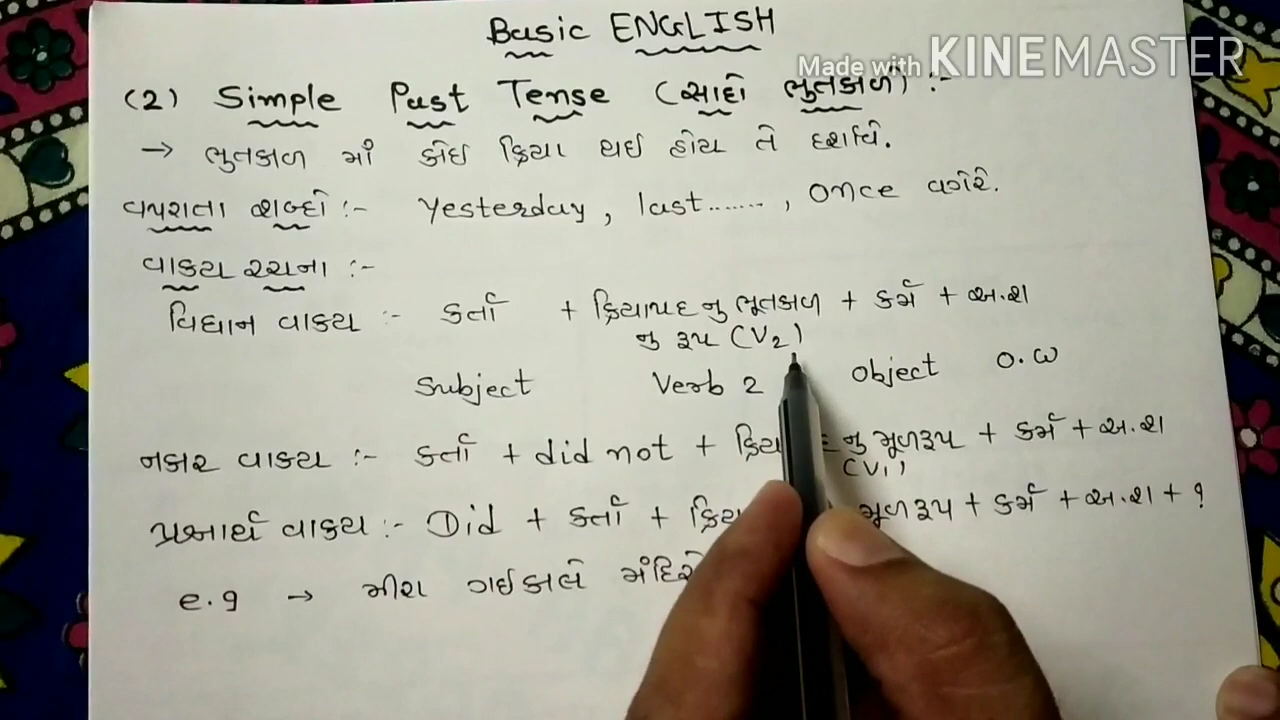 Basic ENGLISH
Made with KINEMASTER
(2) Simple Past Tense (સાદો ભુતકાળ) :-
→ ભુતકાળ માં કોઈ ક્રિયા થઈ હોય તે દર્શાવે.
વપરાતા શબ્દો :- Yesterday, last......., Once વગેરે.
વાક્ય રચના :-
વિધાન વાક્ય :- કર્તા + ક્રિયાપદ નુ ભૂતકાળ + કર્મ + અ.શ
નુ રૂપ (V2)
Subject Verb 2 Object O.W
નકાર વાક્ય :- કર્તા + did not + નુ મૂળરૂપ + કર્મ + અ.શ
(V1)
પ્રશ્નાર્થ વાક્ય :- Did + કર્તા + મૂળરૂપ + કર્મ + અ.શ + ?
e.g → મીરા ગઈકાલે